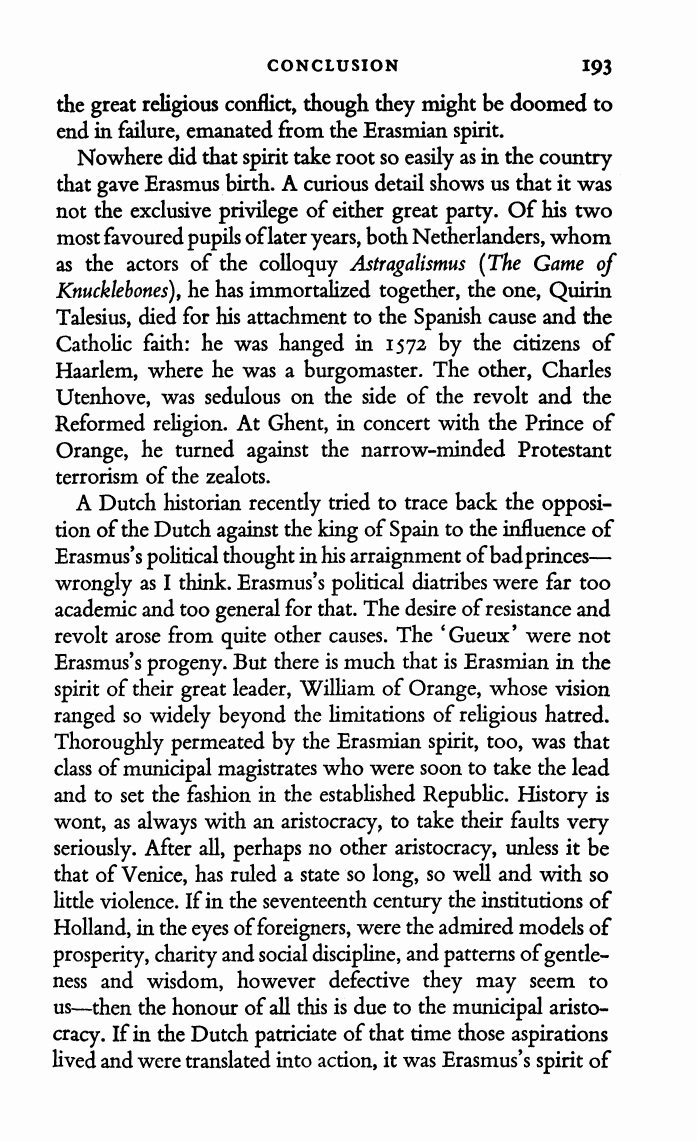 CONCLUSION 193
the great religious conflict, though they might be doomed to
end in failure, emanated from the Erasmian spirit.
Nowhere did that spirit take root so easily as in the country
that gave Erasmus birth. A curious detail shows us that it was
not the exclusive privilege of either great party. Of his two
most favoured pupils of later years, both Netherlanders, whom
as the actors of the colloquy Astragalismus (The Game of
Knucklebones), he has immortalized together, the one, Quirin
Talesius, died for his attachment to the Spanish cause and the
Catholic faith: he was hanged in 1572 by the citizens of
Haarlem, where he was a burgomaster. The other, Charles
Utenhove, was sedulous on the side of the revolt and the
Reformed religion. At Ghent, in concert with the Prince of
Orange, he turned against the narrow-minded Protestant
terrorism of the zealots.
A Dutch historian recently tried to trace back the opposi-
tion of the Dutch against the king of Spain to the influence of
Erasmus's political thought in his arraignment of bad princes—
wrongly as I think. Erasmus's political diatribes were far too
academic and too general for that. The desire of resistance and
revolt arose from quite other causes. The 'Gueux' were not
Erasmus's progeny. But there is much that is Erasmian in the
spirit of their great leader, William of Orange, whose vision
ranged so widely beyond the limitations of religious hatred.
Thoroughly permeated by the Erasmian spirit, too, was that
class of municipal magistrates who were soon to take the lead
and to set the fashion in the established Republic. History is
wont, as always with an aristocracy, to take their faults very
seriously. After all, perhaps no other aristocracy, unless it be
that of Venice, has ruled a state so long, so well and with so
little violence. If in the seventeenth century the institutions of
Holland, in the eyes of foreigners, were the admired models of
prosperity, charity and social discipline, and patterns of gentle-
ness and wisdom, however defective they may seem to
us—then the honour of all this is due to the municipal aristo-
cracy. If in the Dutch patriciate of that time those aspirations
lived and were translated into action, it was Erasmus's spirit of